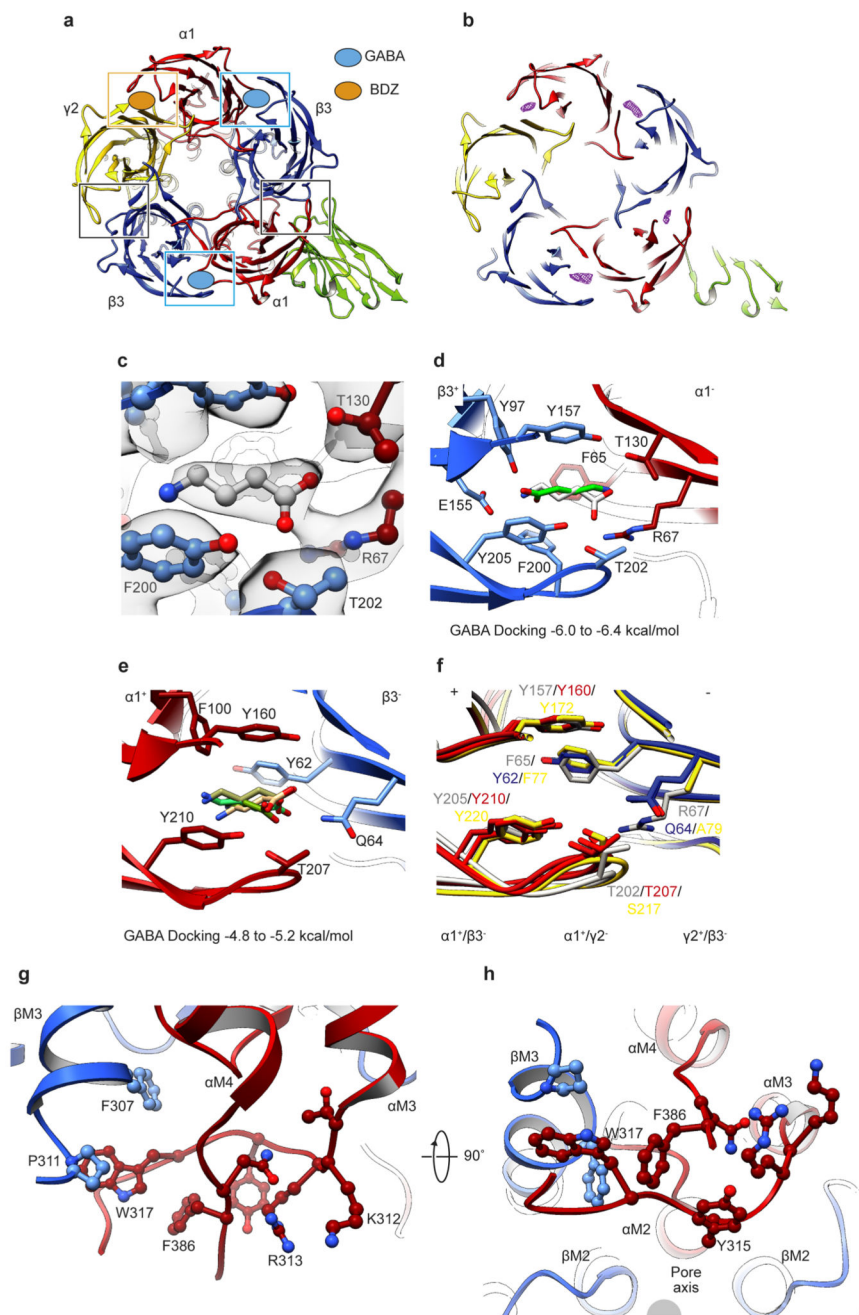 a
b
α1
GABA
BDZ
γ2
β3
β3
α1
c
d
T130
R67
F200
T202
β3⁺
α1⁻
Y97
Y157
T130
F65
E155
R67
Y205
F200
T202
GABA Docking -6.0 to -6.4 kcal/mol
e
f
α1⁺
β3⁻
F100
Y160
Y62
Y210
Q64
T207
GABA Docking -4.8 to -5.2 kcal/mol
+
-
Y157/Y160/
Y172
F65/
Y62/F77
Y205/Y210/
Y220
R67/
Q64/A79
T202/T207/
S217
α1⁺/β3⁻ α1⁺/γ2⁻ γ2⁺/β3⁻
g
h
βM3
αM4
αM3
F307
P311
W317
F386
R313
K312
90°
βM3
αM4
αM3
F386
W317
αM2
Y315
βM2
βM2
Pore
axis